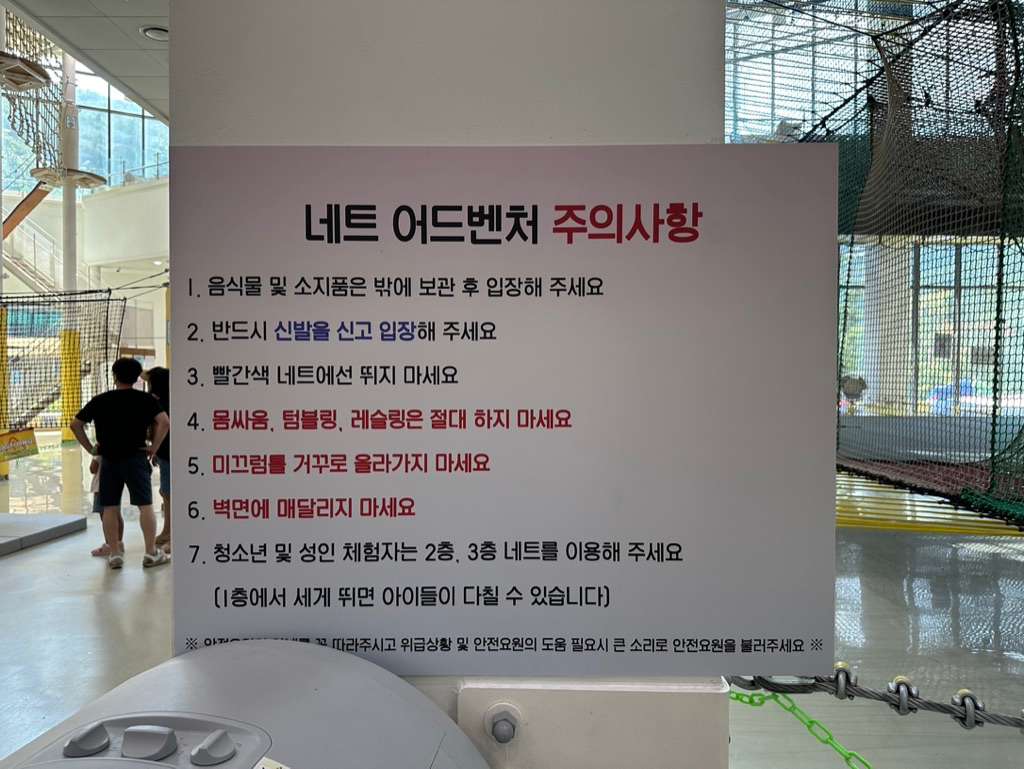 네트 어드벤처 주의사항
1. 음식물 및 소지품은 밖에 보관 후 입장해 주세요
2. 반드시 신발을 신고 입장해 주세요
3. 빨간색 네트에선 뛰지 마세요
4. 몸싸움, 텀블링, 레슬링은 절대 하지 마세요
5. 미끄럼틀 거꾸로 올라가지 마세요
6. 벽면에 매달리지 마세요
7. 청소년 및 성인 체험자는 2층, 3층 네트를 이용해 주세요
(1층에서 세게 뛰면 아이들이 다칠 수 있습니다)
※ 꼭 따라주시고 위급상황 및 안전요원의 도움 필요시 큰 소리로 안전요원을 불러주세요 ※